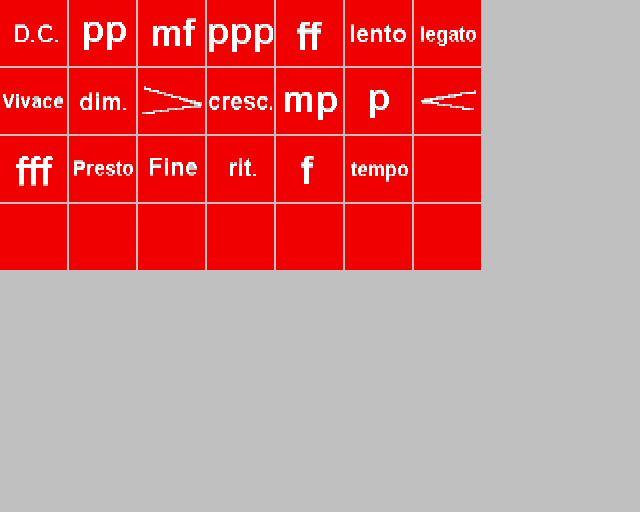 D.C. pp mf ppp ff lento legato
Vivace dim. > cresc. mp p <
fff Presto Fine rit. f tempo